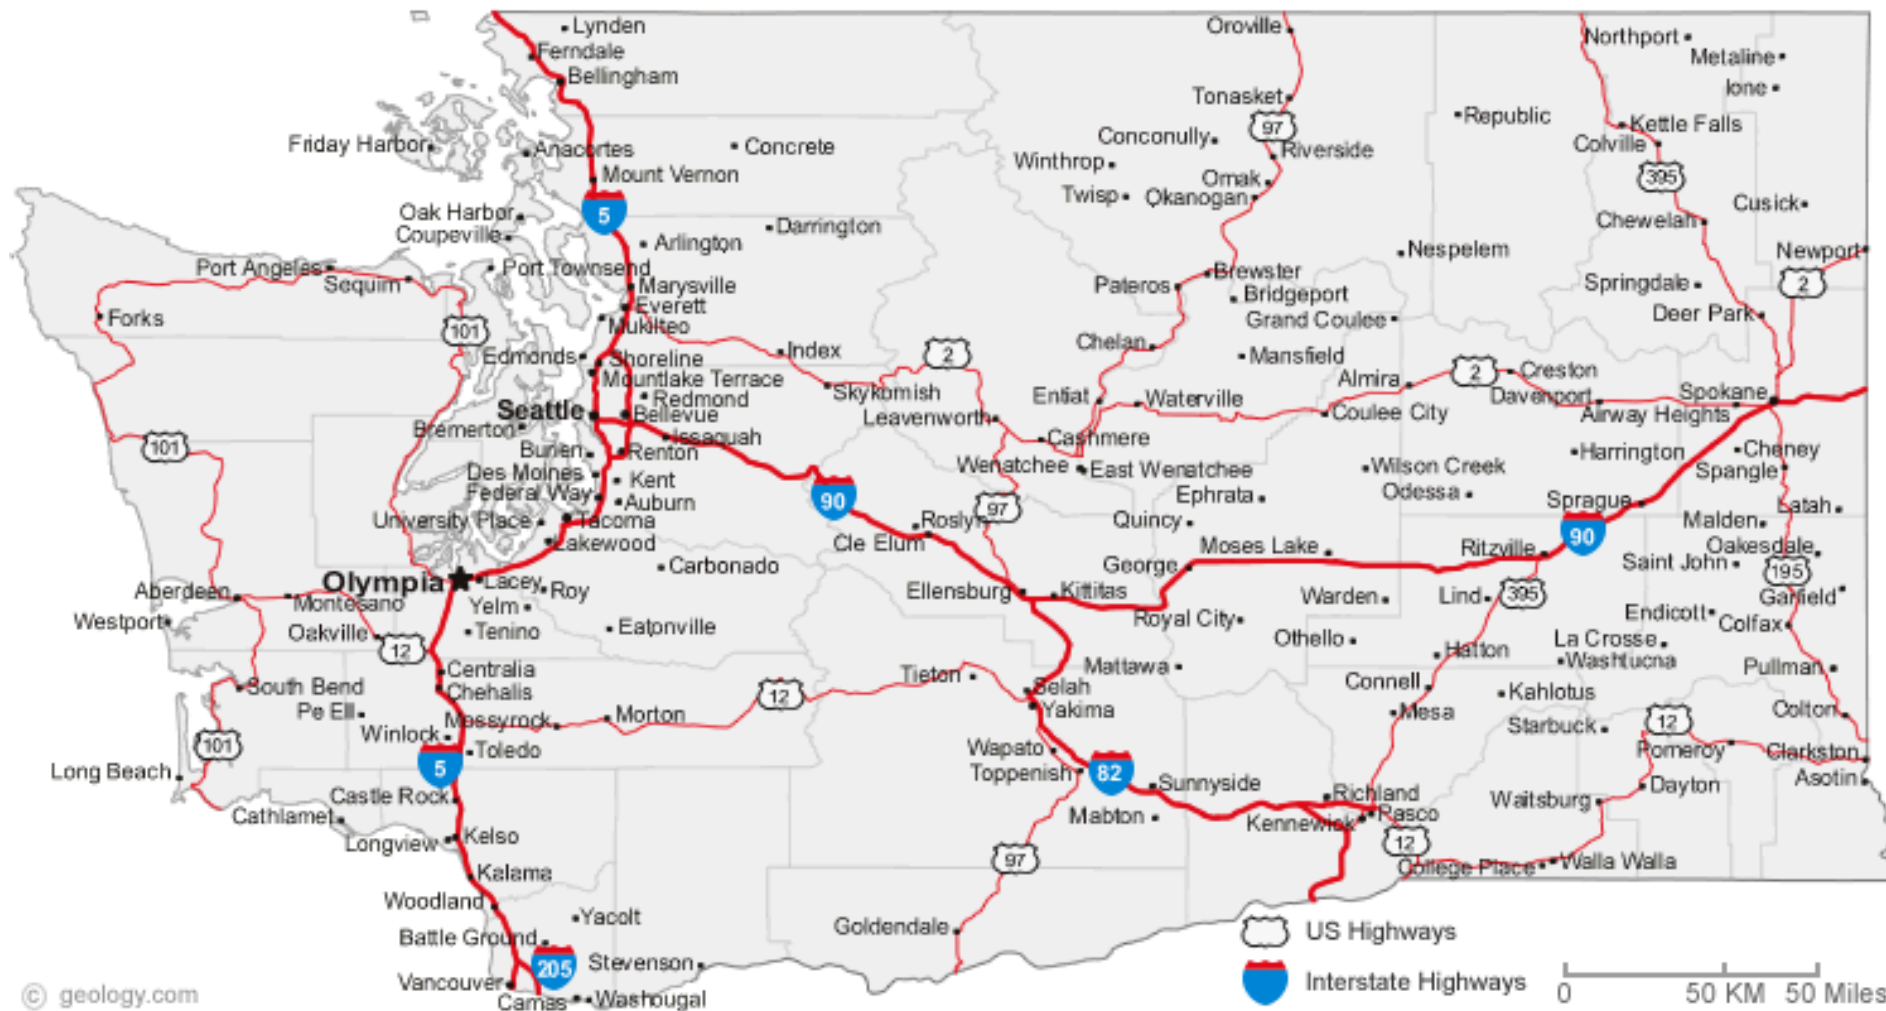 Lynden
Oroville
Northport
Ferndale
Metaline
Bellingham
Ione
Tonasket
Republic
97
Kettle Falls
Friday Harbor
Anacortes
Concrete
Conconully
Riverside
Colville
Winthrop
Mount Vernon
Omak
395
Twisp
Okanogan
Cusick
Oak Harbor
5
Chewelah
Coupeville
Darrington
Arlington
Nespelem
Newport
Port Angeles
Port Townsend
Brewster
Sequim
Marysville
Pateros
Springdale
2
Bridgeport
Everett
Forks
Mukilteo
Grand Coulee
Deer Park
101
Chelan
Index
2
Mansfield
Edmonds
Shoreline
2
Creston
Mountlake Terrace
Almira
Skykomish
Entiat
Waterville
Davenport
Spokane
Redmond
Seattle
Bellevue
Leavenworth
Coulee City
Airway Heights
Bremerton
Issaquah
Cashmere
101
Burien
Renton
Harrington
Cheney
Wenatchee
East Wenatchee
Wilson Creek
Spangle
Des Moines
Kent
Federal Way
Auburn
90
Ephrata
Odessa
Sprague
97
Latah
University Place
Tacoma
Roslyn
Quincy
Malden
Lakewood
Cle Elum
90
Moses Lake
Ritzville
Oakesdale
Carbonado
George
Saint John
195
Olympia
Lacey
Aberdeen
Roy
Ellensburg
Kittitas
Warden
Lind
395
Garfield
Montesano
Yelm
Westport
Royal City
Endicott
Oakville
Tenino
Eatonville
Colfax
12
Othello
La Crosse
Hatton
Washtucna
Centralia
Tieton
Mattawa
Pullman
South Bend
Chehalis
12
Selah
Connell
Kahlotus
Pe Ell
Mossyrock
Morton
Yakima
Mesa
Colton
Winlock
Starbuck
12
101
Toledo
Wapato
Pomeroy
Clarkston
Long Beach
5
Toppenish
82
Sunnyside
Asotin
Castle Rock
Richland
Dayton
Waitsburg
Cathlamet
Mabton
Kennewick
Pasco
Longview
Kelso
12
97
College Place
Walla Walla
Kalama
Woodland
Yacolt
Goldendale
US Highways
Battle Ground
205
Stevenson
Interstate Highways
Vancouver
Camas
Washougal
© geology.com
0
50 KM
50 Miles